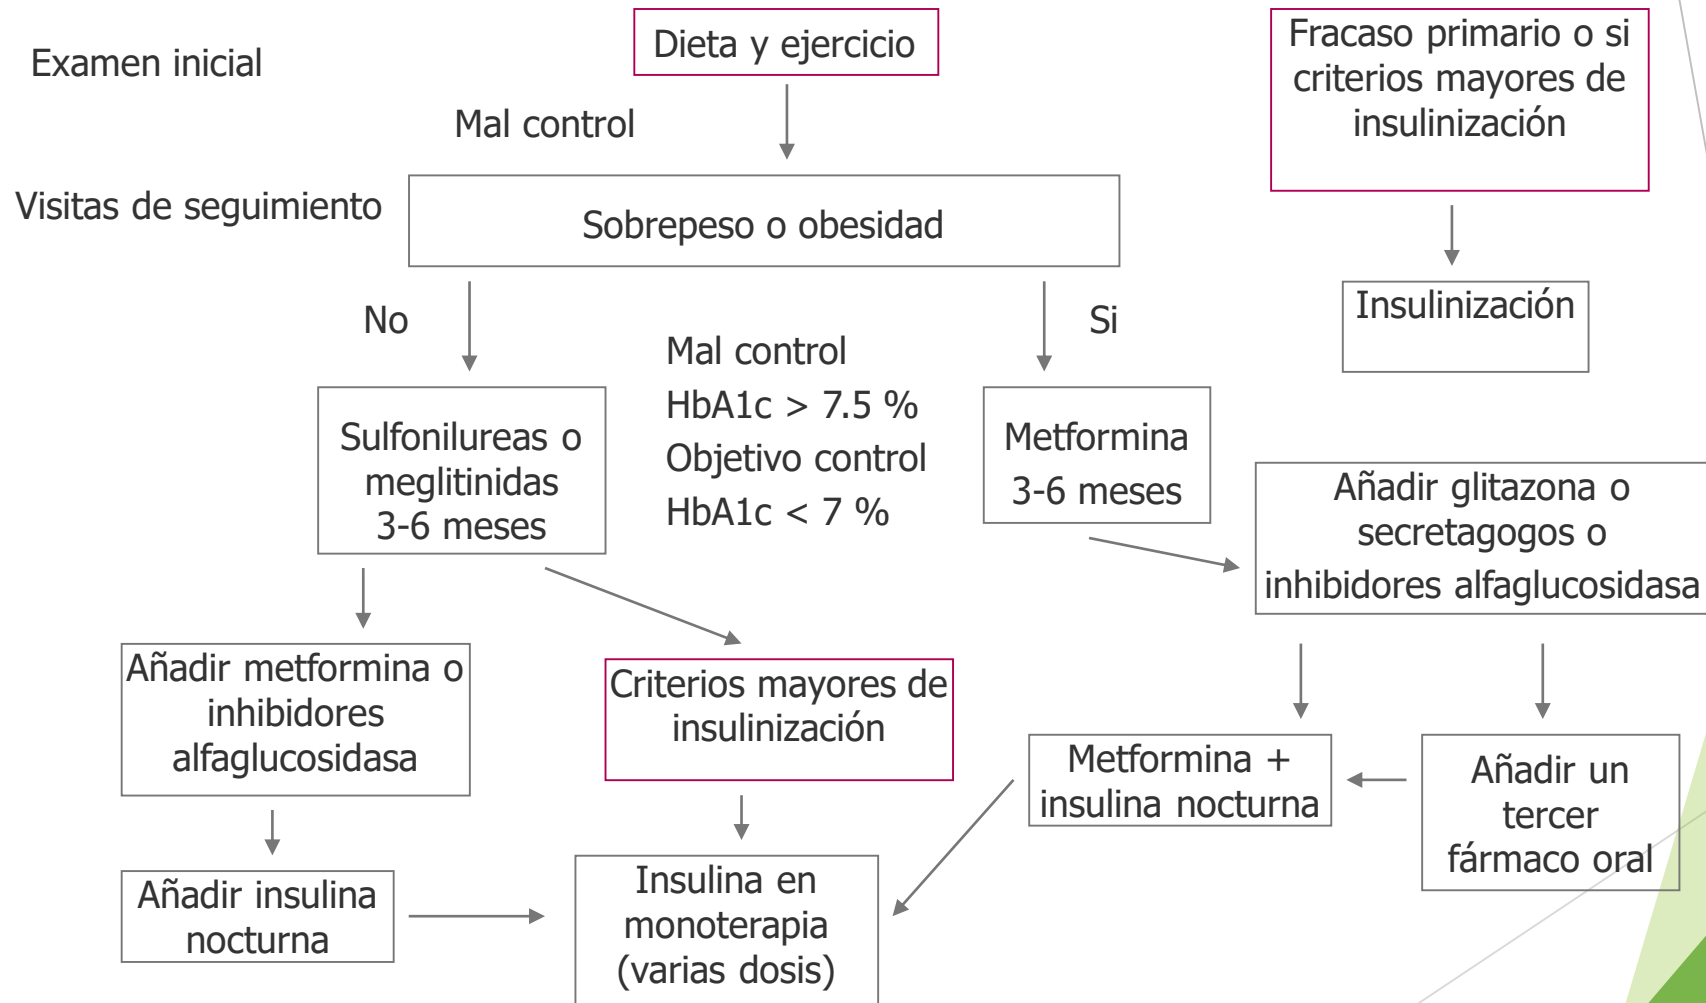 Examen inicial
Dieta y ejercicio
Fracaso primario o si
criterios mayores de
insulinización
Mal control
Visitas de seguimiento
Sobrepeso o obesidad
Insulinización
No
Si
Mal control
HbA1c > 7.5 %
Objetivo control
HbA1c < 7 %
Sulfonilureas o
meglitinidas
3-6 meses
Metformina
3-6 meses
Añadir glitazona o
secretagogos o
inhibidores alfaglucosidasa
Añadir metformina o
inhibidores
alfaglucosidasa
Criterios mayores de
insulinización
Metformina +
insulina nocturna
Añadir un
tercer
fármaco oral
Añadir insulina
nocturna
Insulina en
monoterapia
(varias dosis)